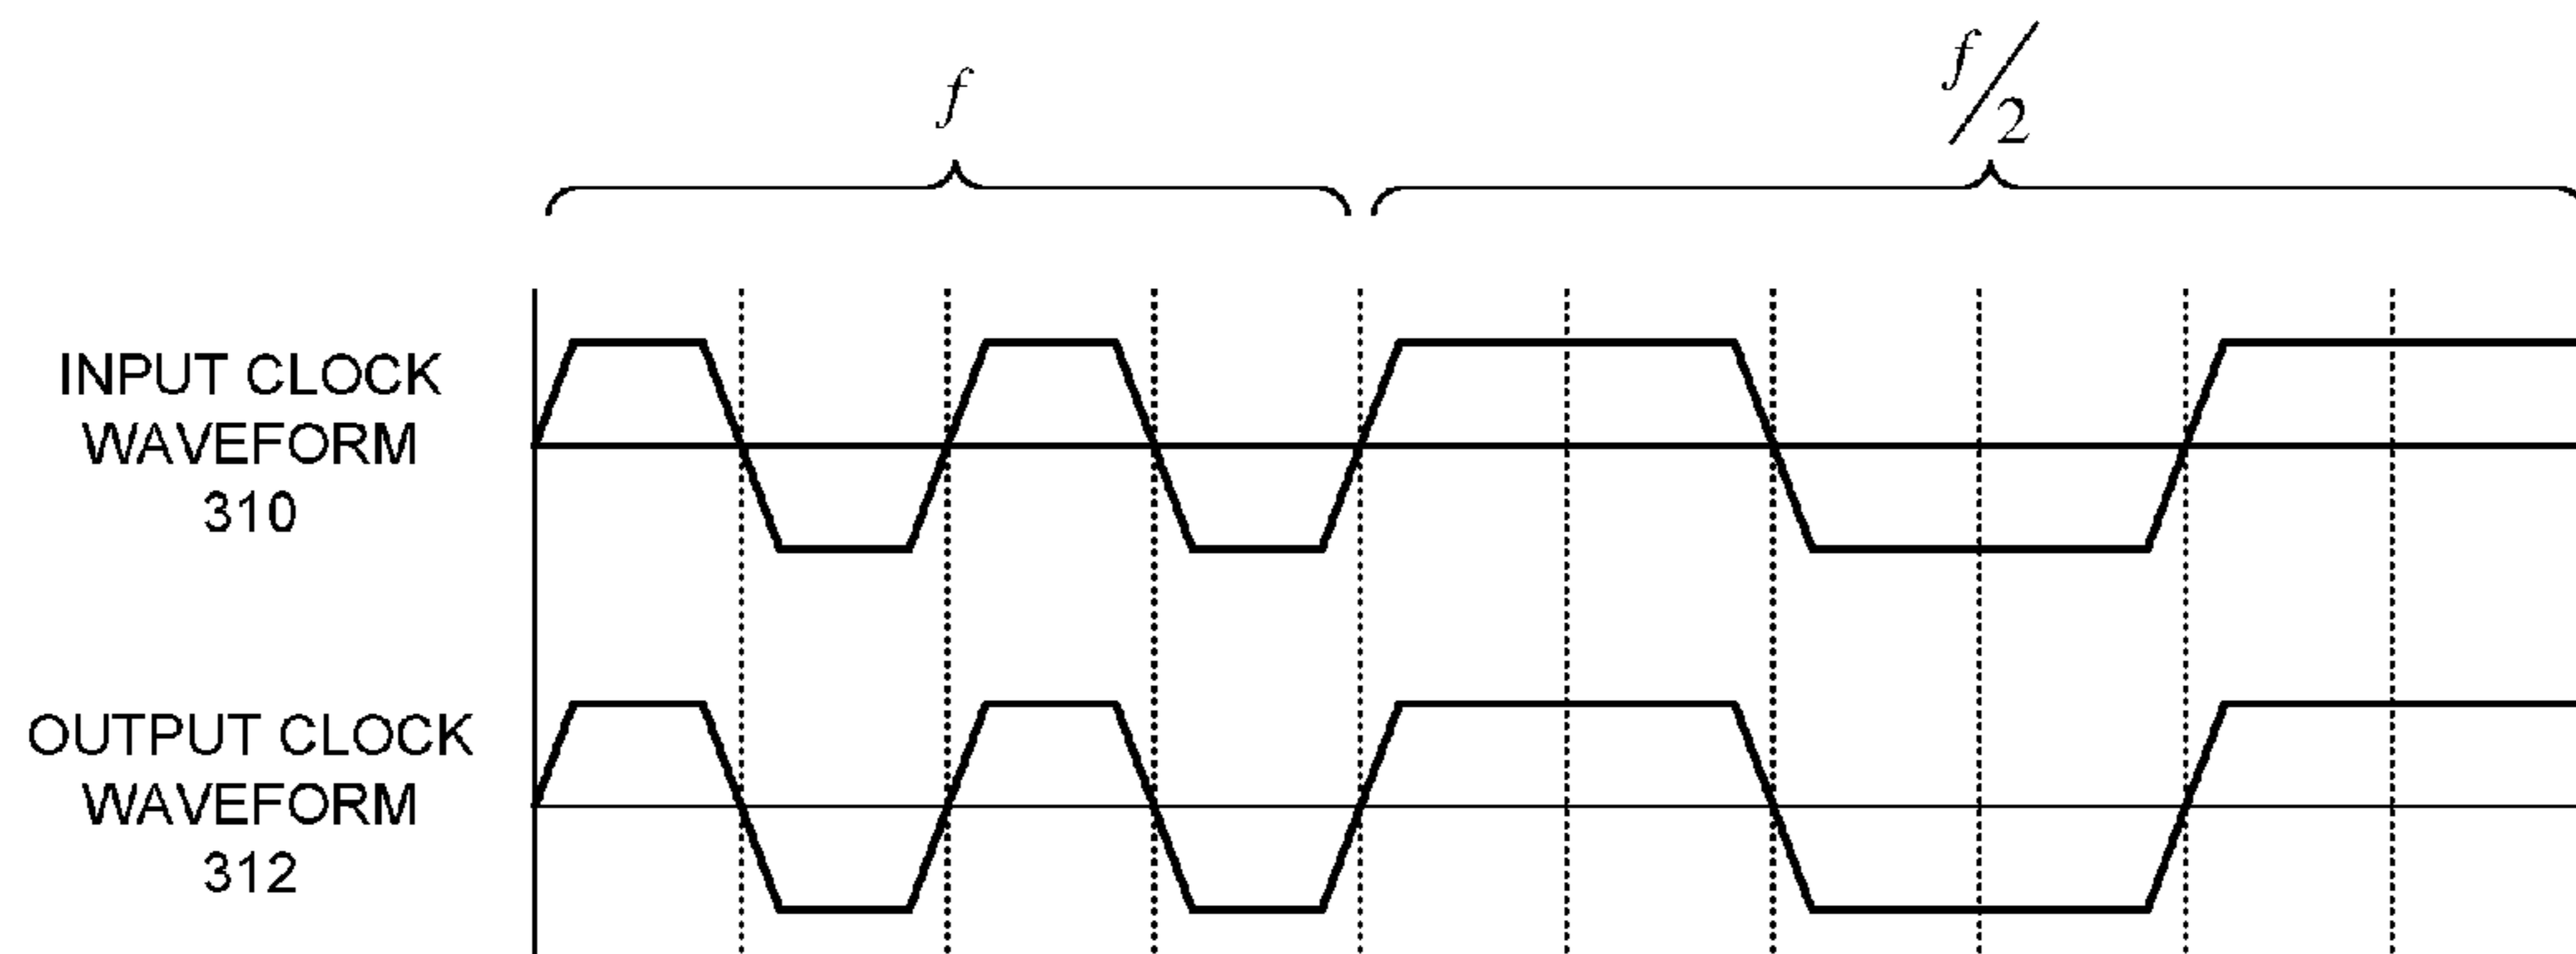 f
f/2
INPUT CLOCK
WAVEFORM
310
OUTPUT CLOCK
WAVEFORM
312